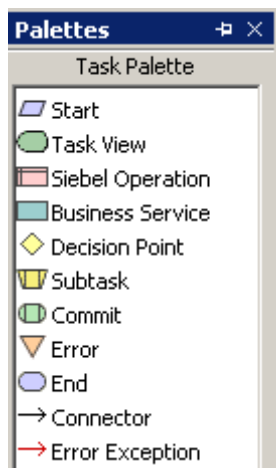 Palettes
Task Palette
Start
Task View
Siebel Operation
Business Service
Decision Point
Subtask
Commit
Error
End
Connector
Error Exception